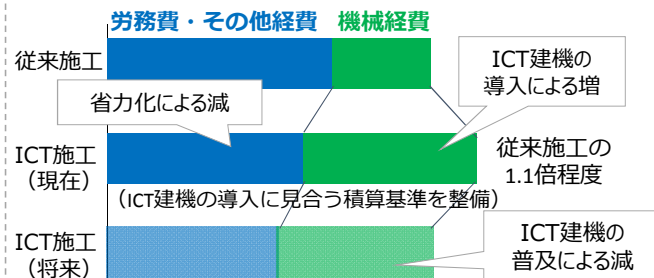 労務費・その他経費 機械経費
従来施工
ICT建機の
導入による増
省力化による減
ICT施工
（現在）
従来施工の
1.1倍程度
（ICT建機の導入に見合う積算基準を整備）
ICT施工
（将来）
ICT建機の
普及による減